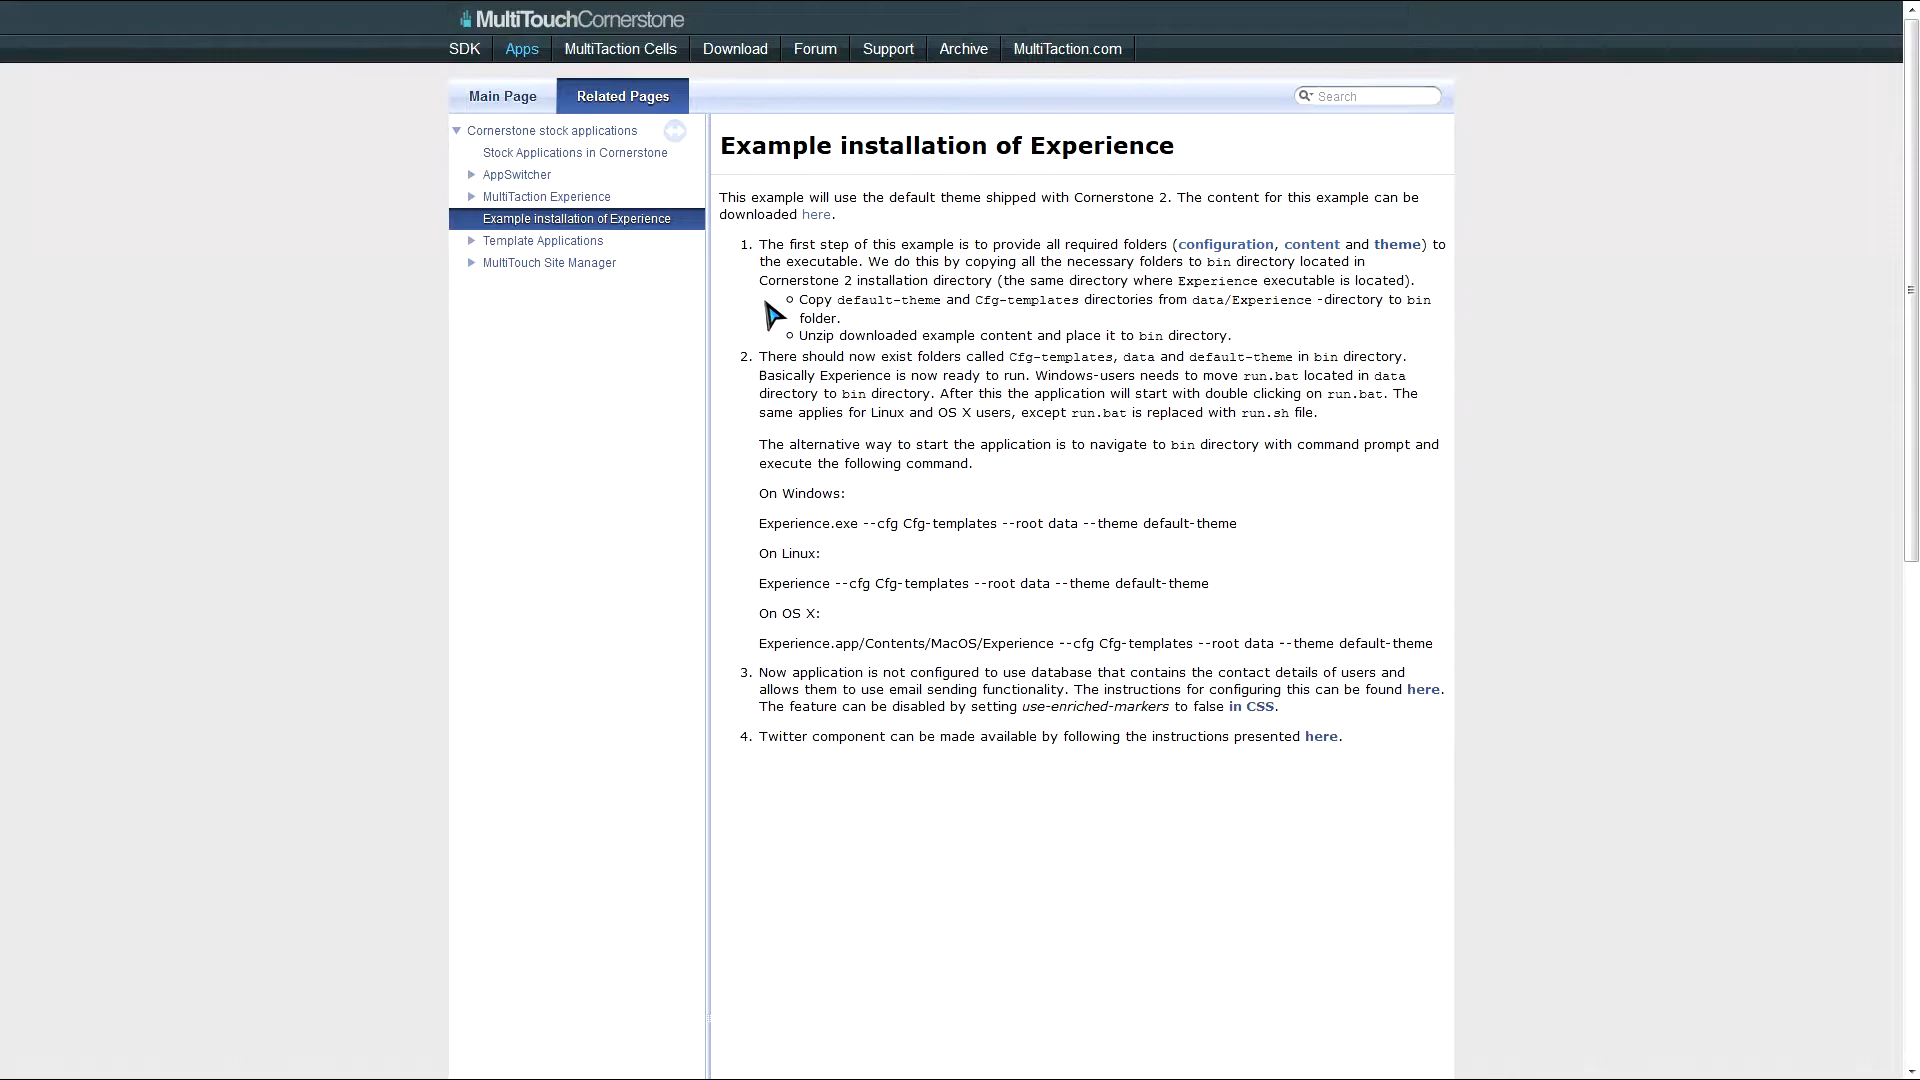 MultiTouchCornerstone
SDK Apps MultiTaction Cells Download Forum Support Archive MultiTaction.com
Main Page Related Pages Search
Cornerstone stock applications
Stock Applications in Cornerstone
AppSwitcher
MultiTaction Experience
Example installation of Experience
Template Applications
MultiTouch Site Manager
Example installation of Experience
This example will use the default theme shipped with Cornerstone 2. The content for this example can be
downloaded here.
1. The first step of this example is to provide all required folders (configuration, content and theme) to
the executable. We do this by copying all the necessary folders to bin directory located in
Cornerstone 2 installation directory (the same directory where Experience executable is located).
Copy default-theme and Cfg-templates directories from data/Experience -directory to bin
folder.
Unzip downloaded example content and place it to bin directory.
2. There should now exist folders called Cfg-templates, data and default-theme in bin directory.
Basically Experience is now ready to run. Windows-users needs to move run.bat located in data
directory to bin directory. After this the application will start with double clicking on run.bat. The
same applies for Linux and OS X users, except run.bat is replaced with run.sh file.
The alternative way to start the application is to navigate to bin directory with command prompt and
execute the following command.
On Windows:
Experience.exe --cfg Cfg-templates --root data --theme default-theme
On Linux:
Experience --cfg Cfg-templates --root data --theme default-theme
On OS X:
Experience.app/Contents/MacOS/Experience --cfg Cfg-templates --root data --theme default-theme
3. Now application is not configured to use database that contains the contact details of users and
allows them to use email sending functionality. The instructions for configuring this can be found here.
The feature can be disabled by setting use-enriched-markers to false in CSS.
4. Twitter component can be made available by following the instructions presented here.